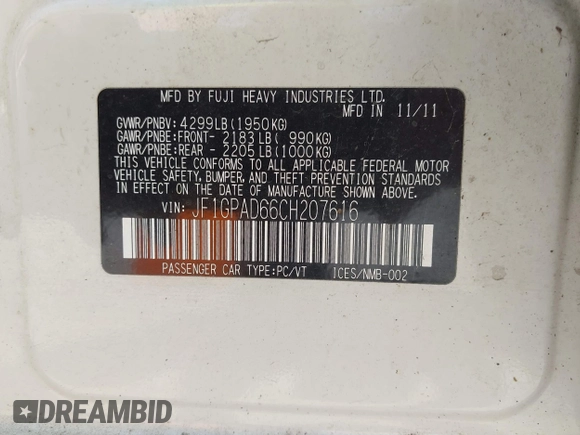 MFD BY FUJI HEAVY INDUSTRIES LTD.
MFD IN 11/11
GVWR/PNBV: 4299LB(1950KG)
GAWR/PNBE: FRONT- 2183LB( 990KG)
GAWR/PNBE: REAR - 2205LB(1000KG)
THIS VEHICLE CONFORMS TO ALL APPLICABLE FEDERAL MOTOR
VEHICLE SAFETY, BUMPER, AND THEFT PREVENTION STANDARDS
IN EFFECT ON THE DATE OF MANUFACTURE SHOWN ABOVE.
VIN: JF1GPAD66CH207616
PASSENGER CAR TYPE:PC/VT ICES/NMB-002
DREAMBID